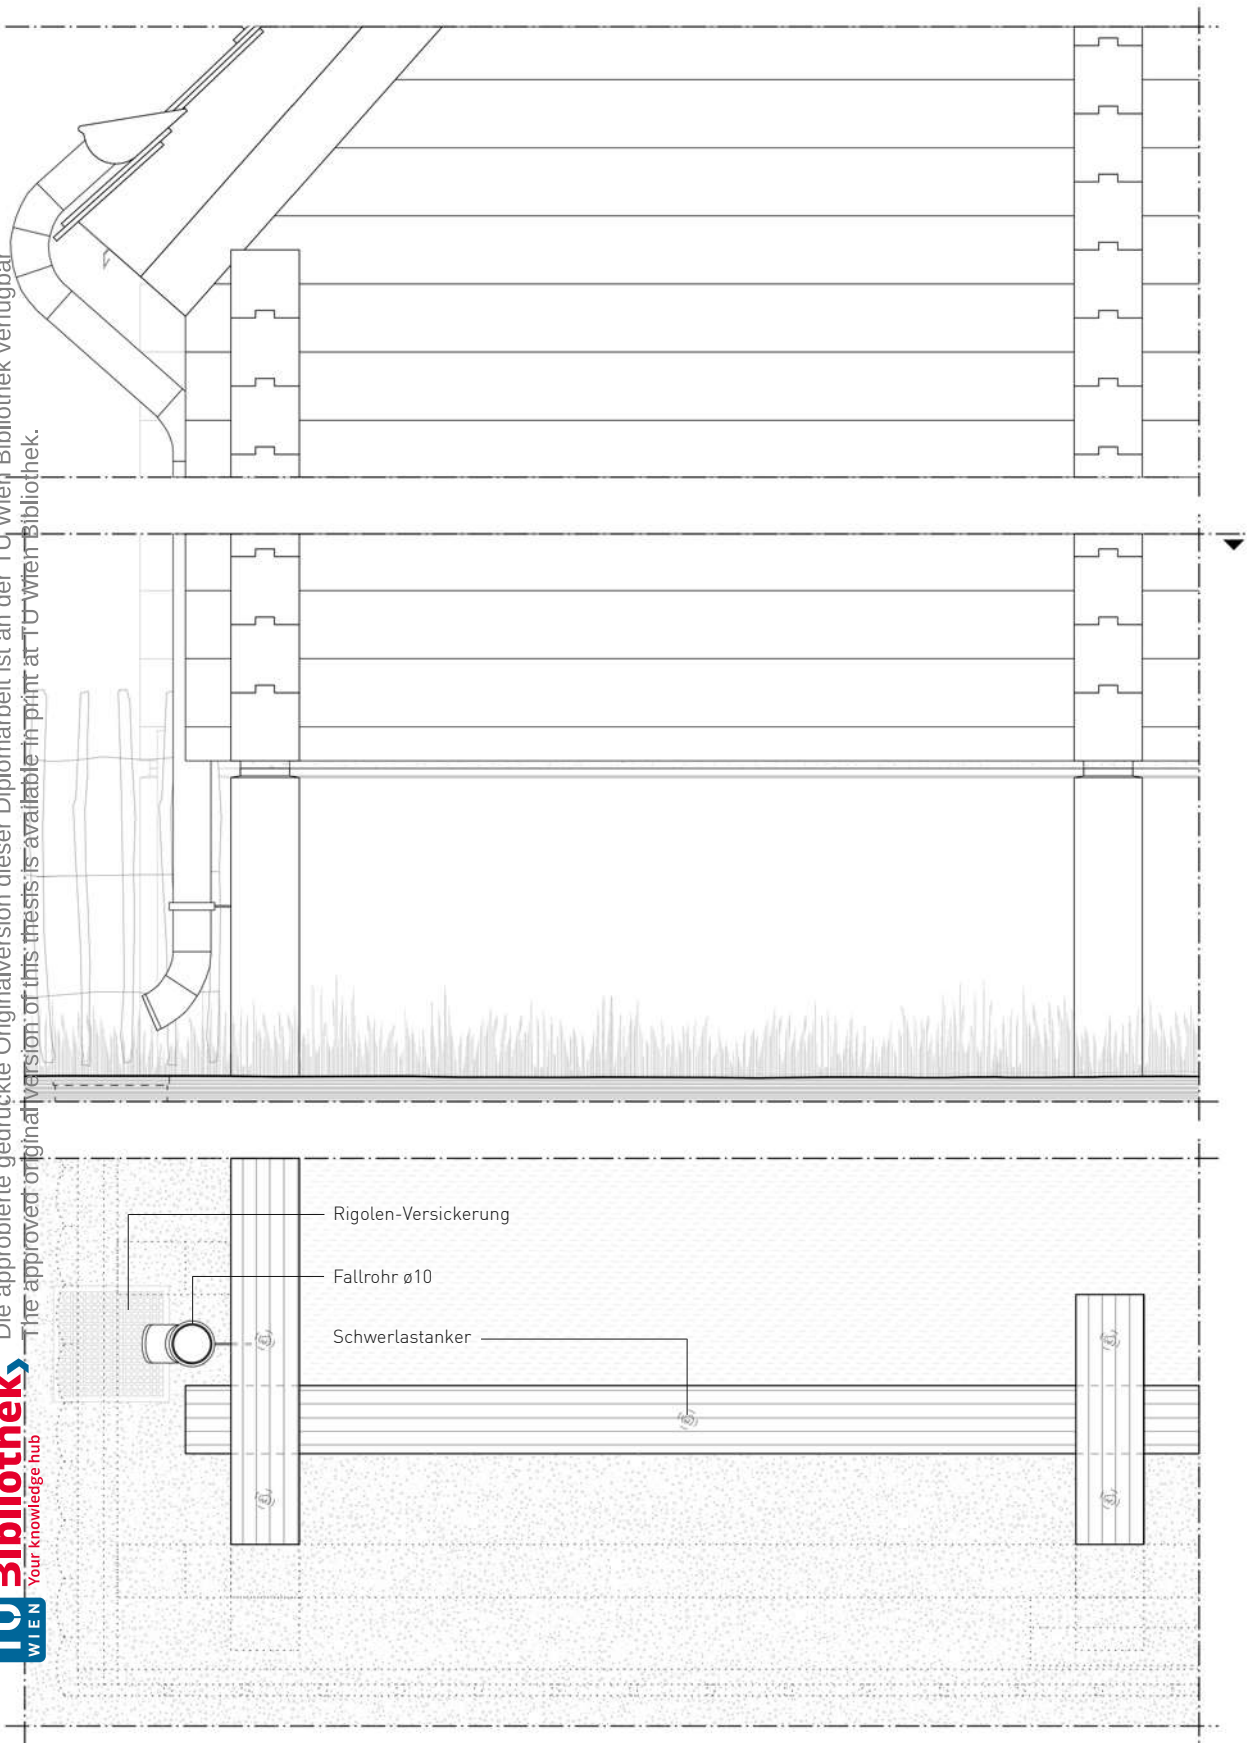 Die approbierte gedruckte Originalversion dieser Diplomarbeit ist an der TU Wien Bibliothek verfügbar
The approved original version of this thesis is available in print at TU Wien Bibliothek.
Rigolen-Versickerung
Fallrohr ø10
Schwerlastanker
TU Bibliothek
WIEN Your knowledge hub